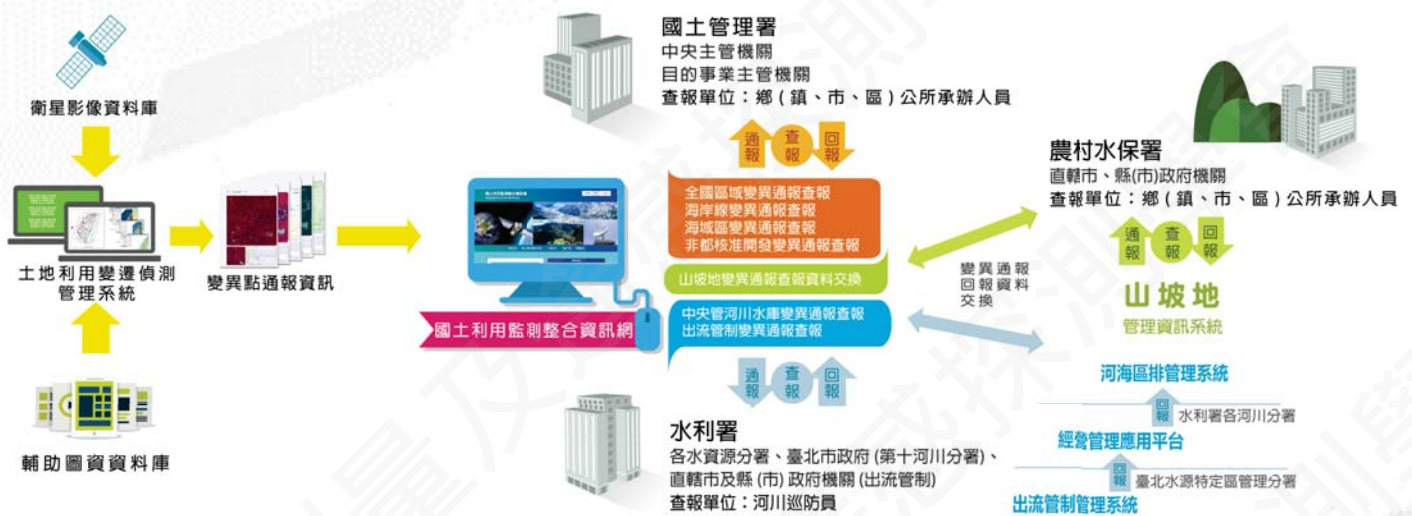 衛星影像資料庫
土地利用變遷偵測
管理系統
輔助圖資資料庫
變異點通報資訊
國土利用監測整合資訊網
國土管理署
中央主管機關
目的事業主管機關
查報單位：鄉(鎮、市、區)公所承辦人員
通報
查報
回報
全國區域變異通報查報
海岸線變異通報查報
海域區變異通報查報
非都核准開發變異通報查報
山坡地變異通報查報資料交換
中央管河川水庫變異通報查報
出流管制變異通報查報
通報
查報
回報
水利署
各水資源分署、臺北市政府(第十河川分署)、
直轄市及縣(市)政府機關(出流管制)
查報單位：河川巡防員
變異通報
回報資料
交換
農村水保署
直轄市、縣(市)政府機關
查報單位：鄉(鎮、市、區)公所承辦人員
通報
查報
回報
山坡地
管理資訊系統
河海區排管理系統
回報
水利署各河川分署
經營管理應用平台
回報
臺北水源特定區管理分署
出流管制管理系統